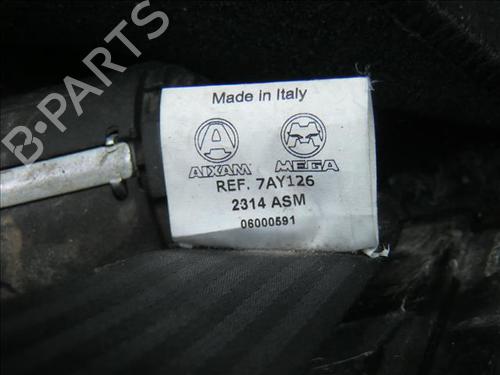 B-PARTS
Made in Italy
A M
AIXAM MEGA
REF. 7AY126
2314 ASM
06000591